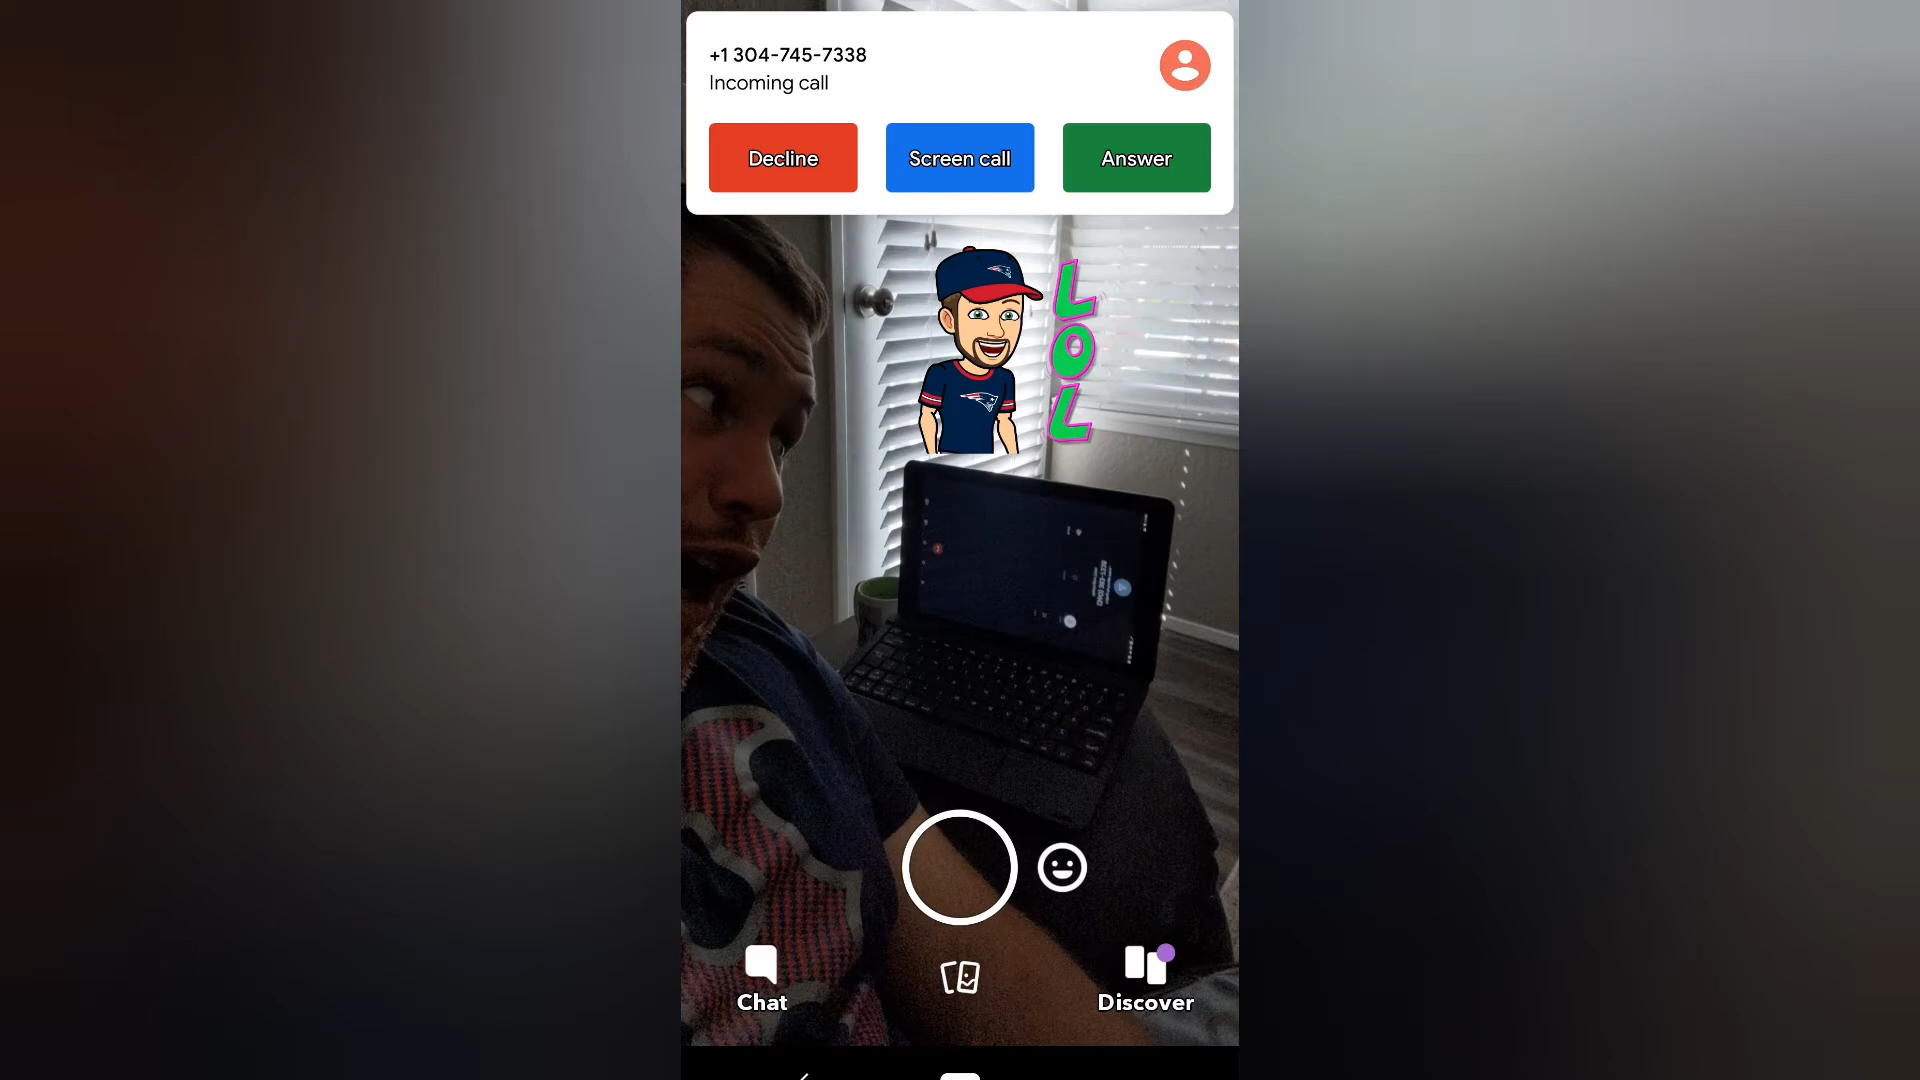 +1 304-745-7338
Incoming call
Decline
Screen call
Answer
LOL
Chat
Discover